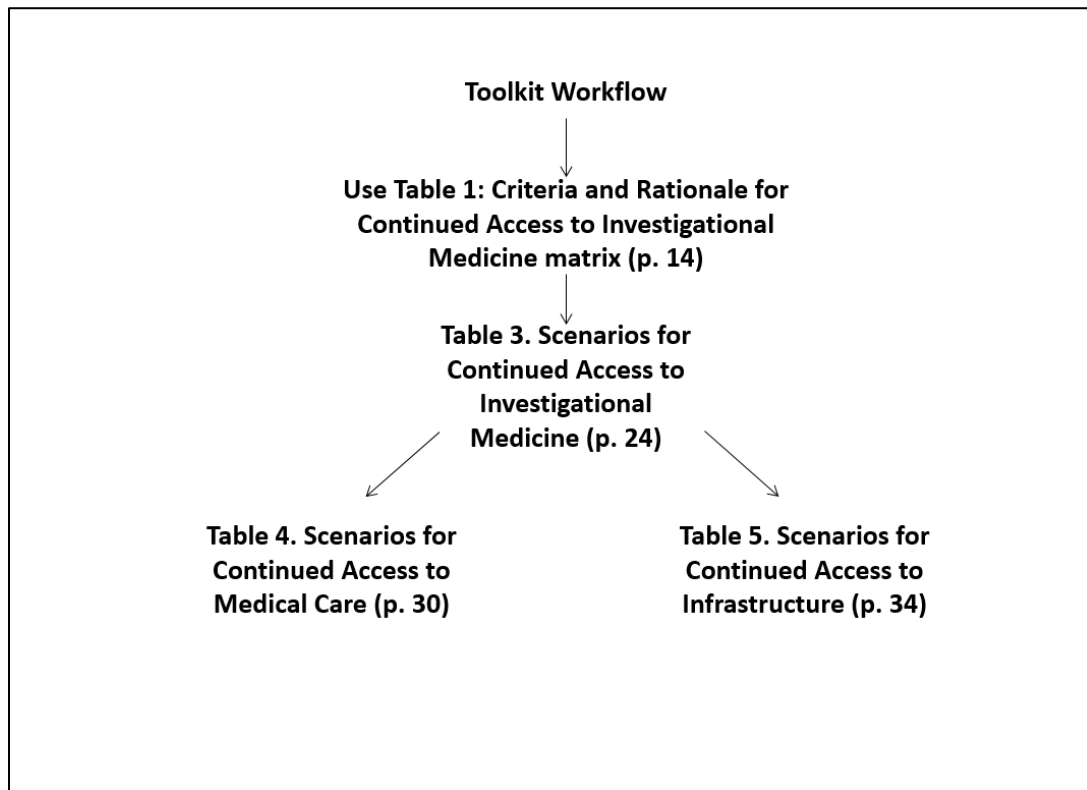 Toolkit Workflow
Use Table 1: Criteria and Rationale for
Continued Access to Investigational
Medicine matrix (p. 14)
Table 3. Scenarios for
Continued Access to
Investigational
Medicine (p. 24)
Table 4. Scenarios for
Continued Access to
Medical Care (p. 30)
Table 5. Scenarios for
Continued Access to
Infrastructure (p. 34)